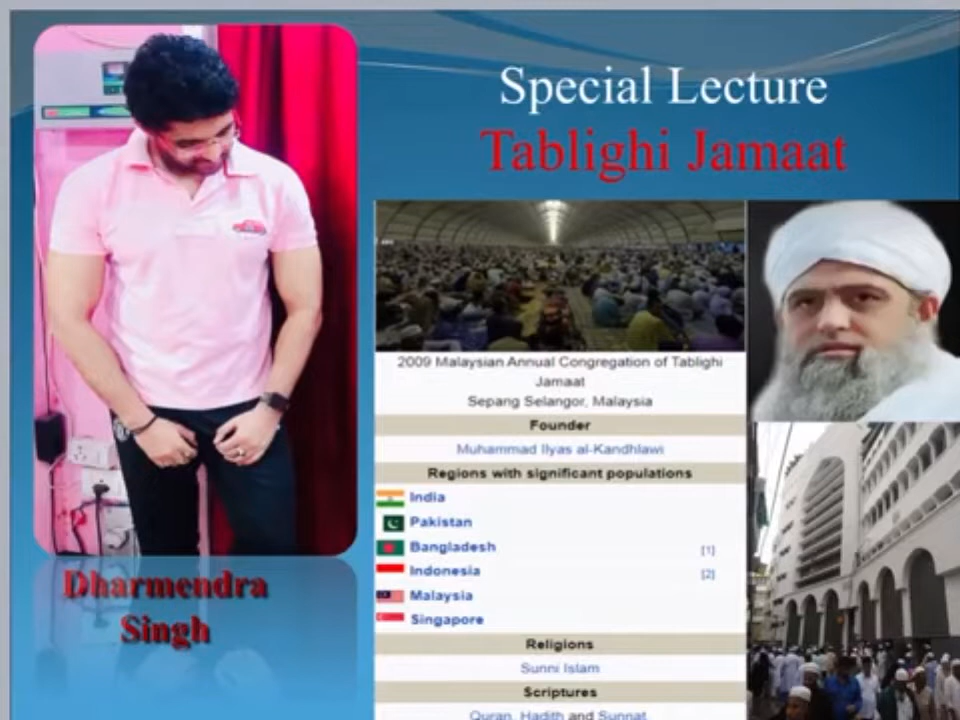 Special Lecture
Tablighi Jamaat
Dharmendra
Singh
2009 Malaysian Annual Congregation of Tablighi
Jamaat
Sepang Selangor, Malaysia
Founder
Muhammad Ilyas al-Kandhlawi
Regions with significant populations
India
Pakistan
Bangladesh [1]
Indonesia [2]
Malaysia
Singapore
Religions
Sunni Islam
Scriptures
Quran, Hadith and Sunnat